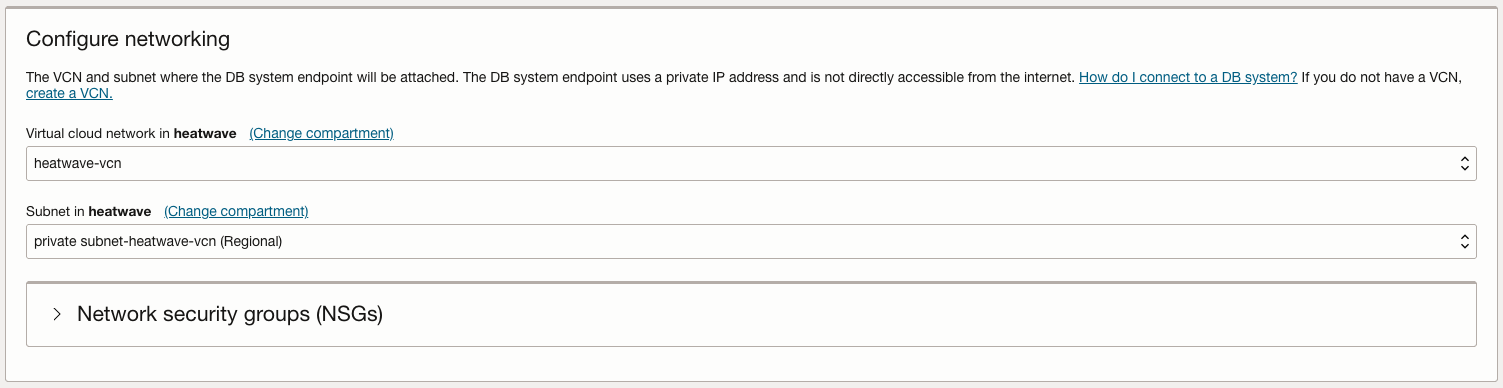 Configure networking
The VCN and subnet where the DB system endpoint will be attached. The DB system endpoint uses a private IP address and is not directly accessible from the internet. How do I connect to a DB system? If you do not have a VCN,
create a VCN.
Virtual cloud network in heatwave (Change compartment)
heatwave-vcn
Subnet in heatwave (Change compartment)
private subnet-heatwave-vcn (Regional)
Network security groups (NSGs)